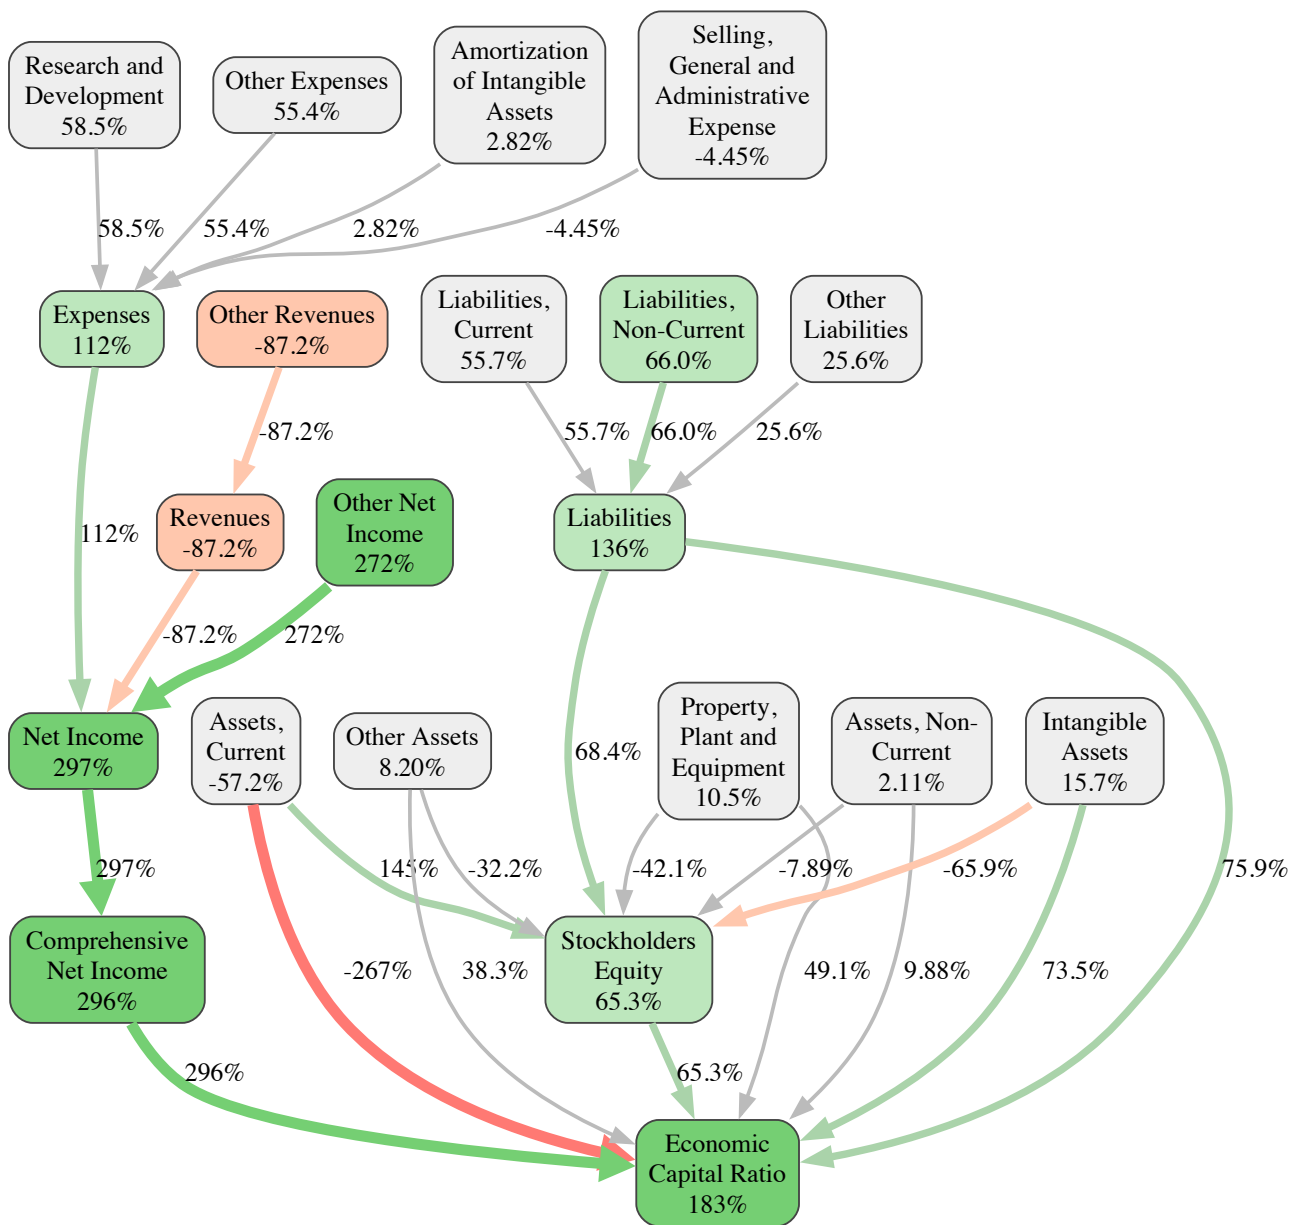 Research and
Development
58.5%
Other Expenses
55.4%
Amortization
of Intangible
Assets
2.82%
Selling,
General and
Administrative
Expense
-4.45%
58.5%
55.4%
2.82%
-4.45%
Expenses
112%
Other Revenues
-87.2%
Liabilities,
Current
55.7%
Liabilities,
Non-Current
66.0%
Other
Liabilities
25.6%
-87.2%
55.7%
66.0%
25.6%
112%
Revenues
-87.2%
Other Net
Income
272%
Liabilities
136%
-87.2%
272%
Net Income
297%
Assets,
Current
-57.2%
Other Assets
8.20%
68.4%
Property,
Plant and
Equipment
10.5%
Assets, Non-
Current
2.11%
Intangible
Assets
15.7%
297%
145%
-32.2%
-42.1%
-7.89%
-65.9%
75.9%
Comprehensive
Net Income
296%
-267%
38.3%
Stockholders
Equity
65.3%
49.1%
9.88%
73.5%
296%
65.3%
Economic
Capital Ratio
183%